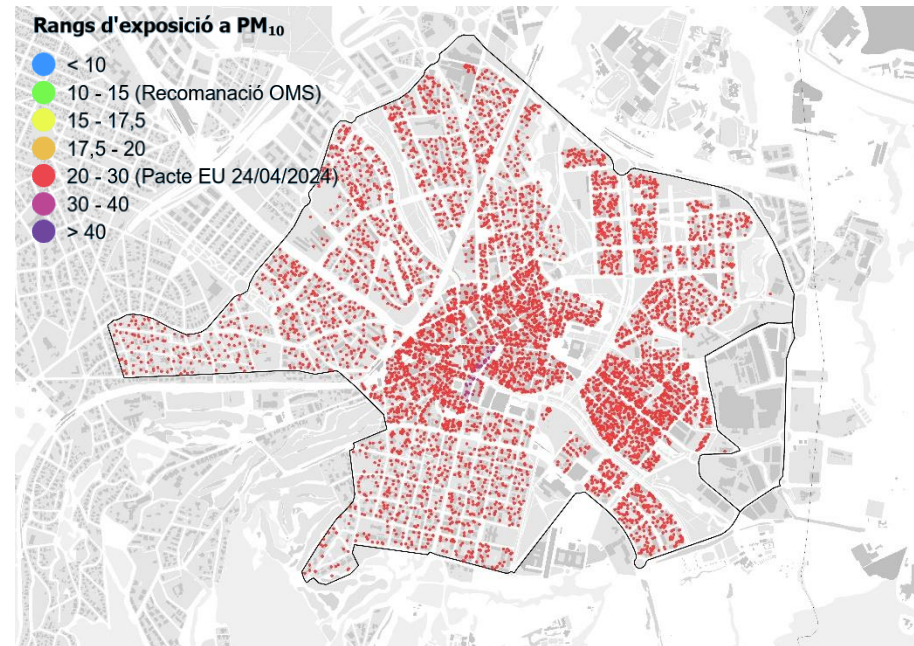 Rangs d'exposició a PM₁₀
< 10
10 - 15 (Recomanació OMS)
15 - 17,5
17,5 - 20
20 - 30 (Pacte EU 24/04/2024)
30 - 40
> 40